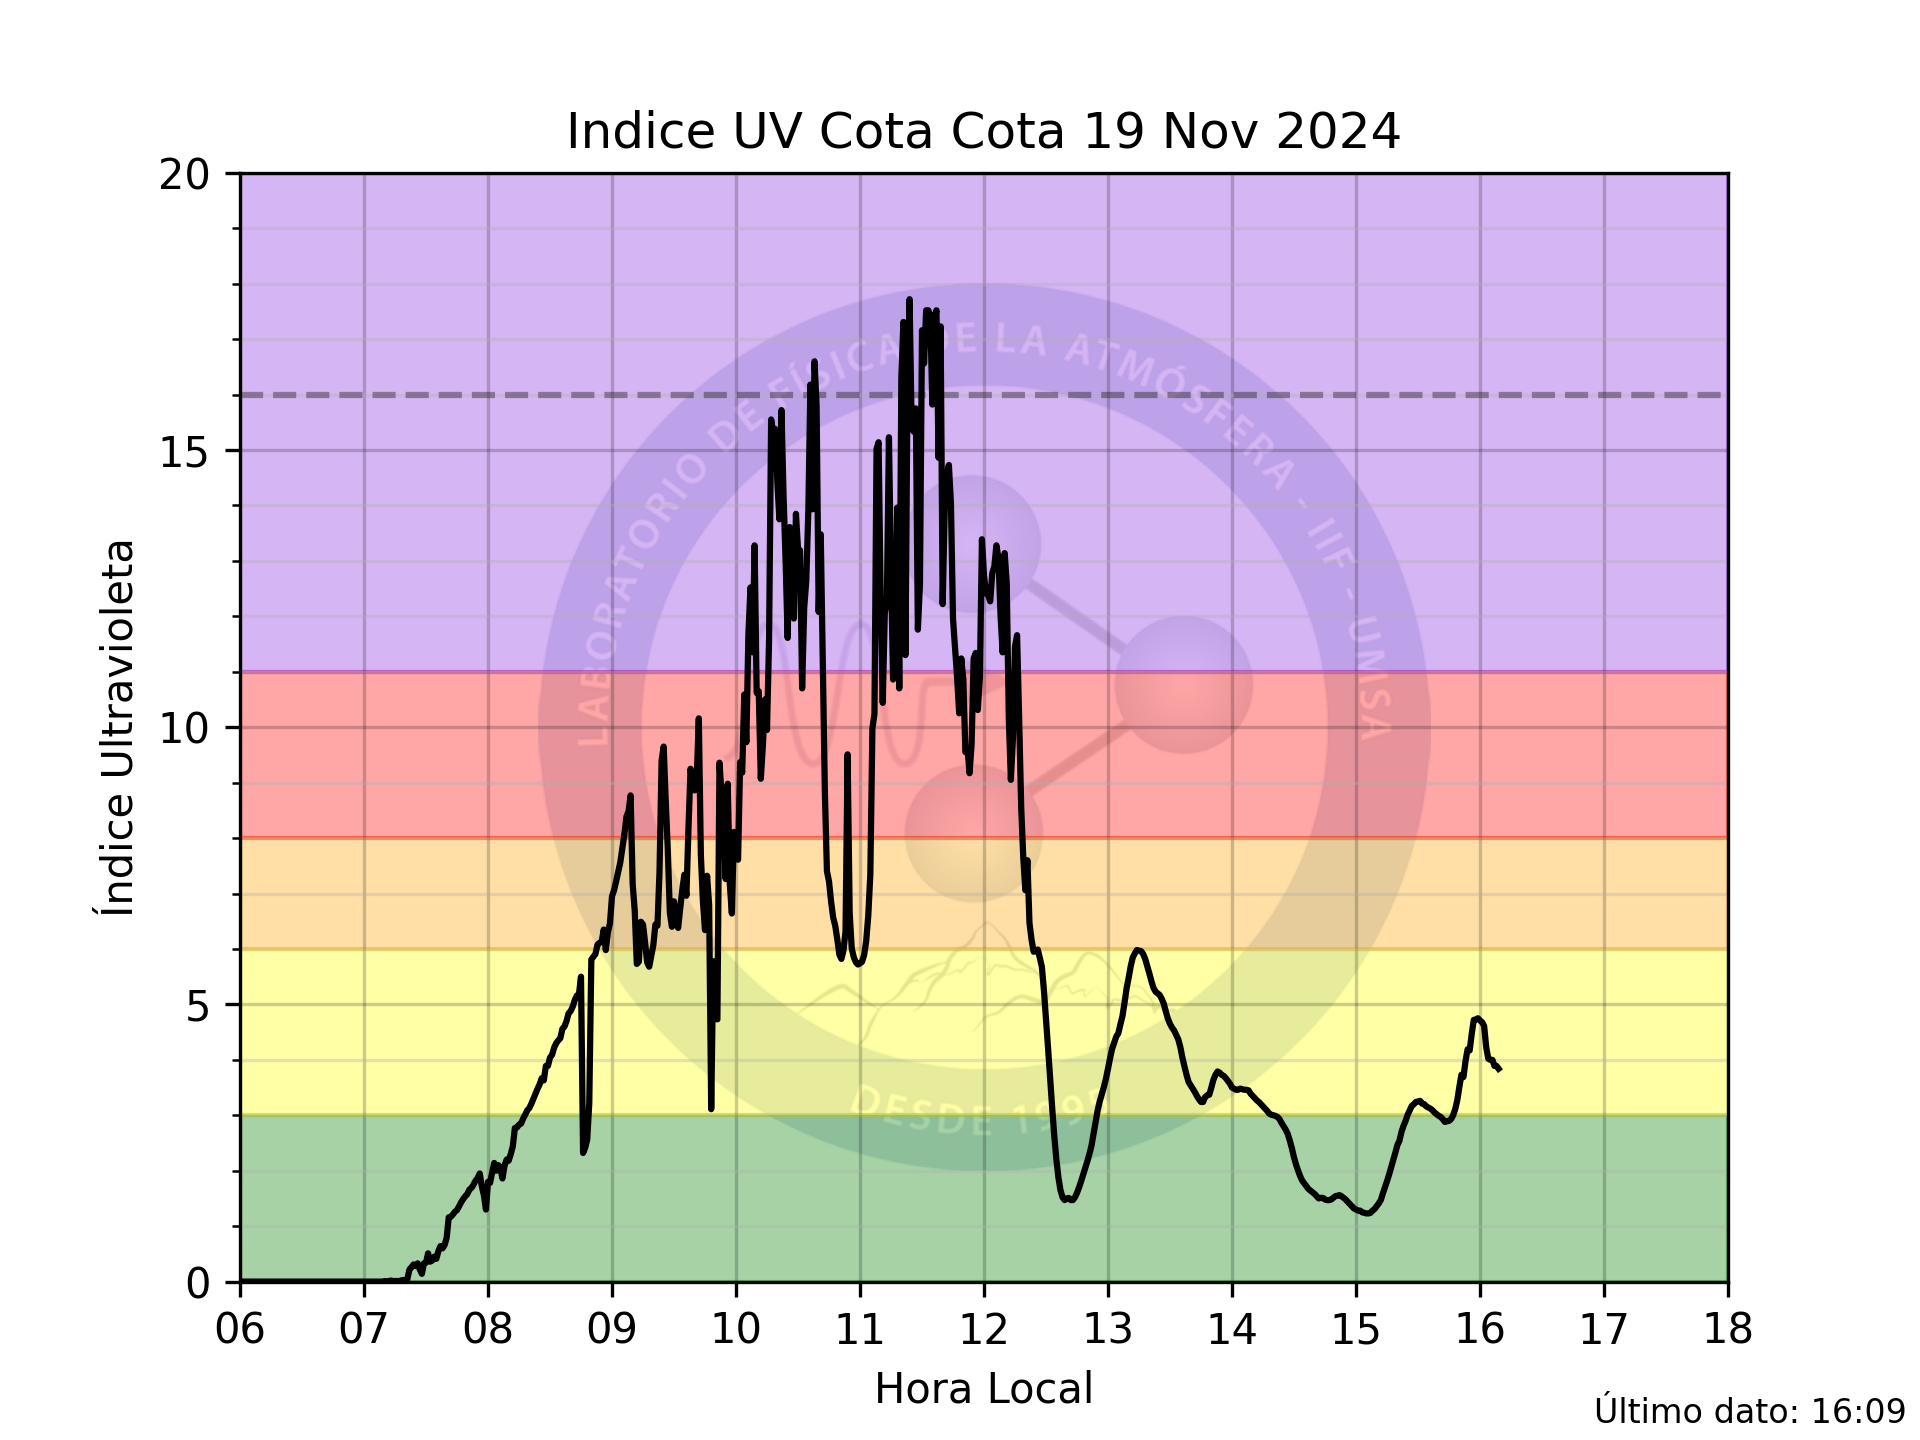 Indice UV Cota Cota 19 Nov 2024
20
15
10
5
0
Índice Ultravioleta
LABORATORIO DE FÍSICA DE LA ATMÓSFERA - IIF - UMSA
DESDE 1995
06 07 08 09 10 11 12 13 14 15 16 17 18
Hora Local
Último dato: 16:09